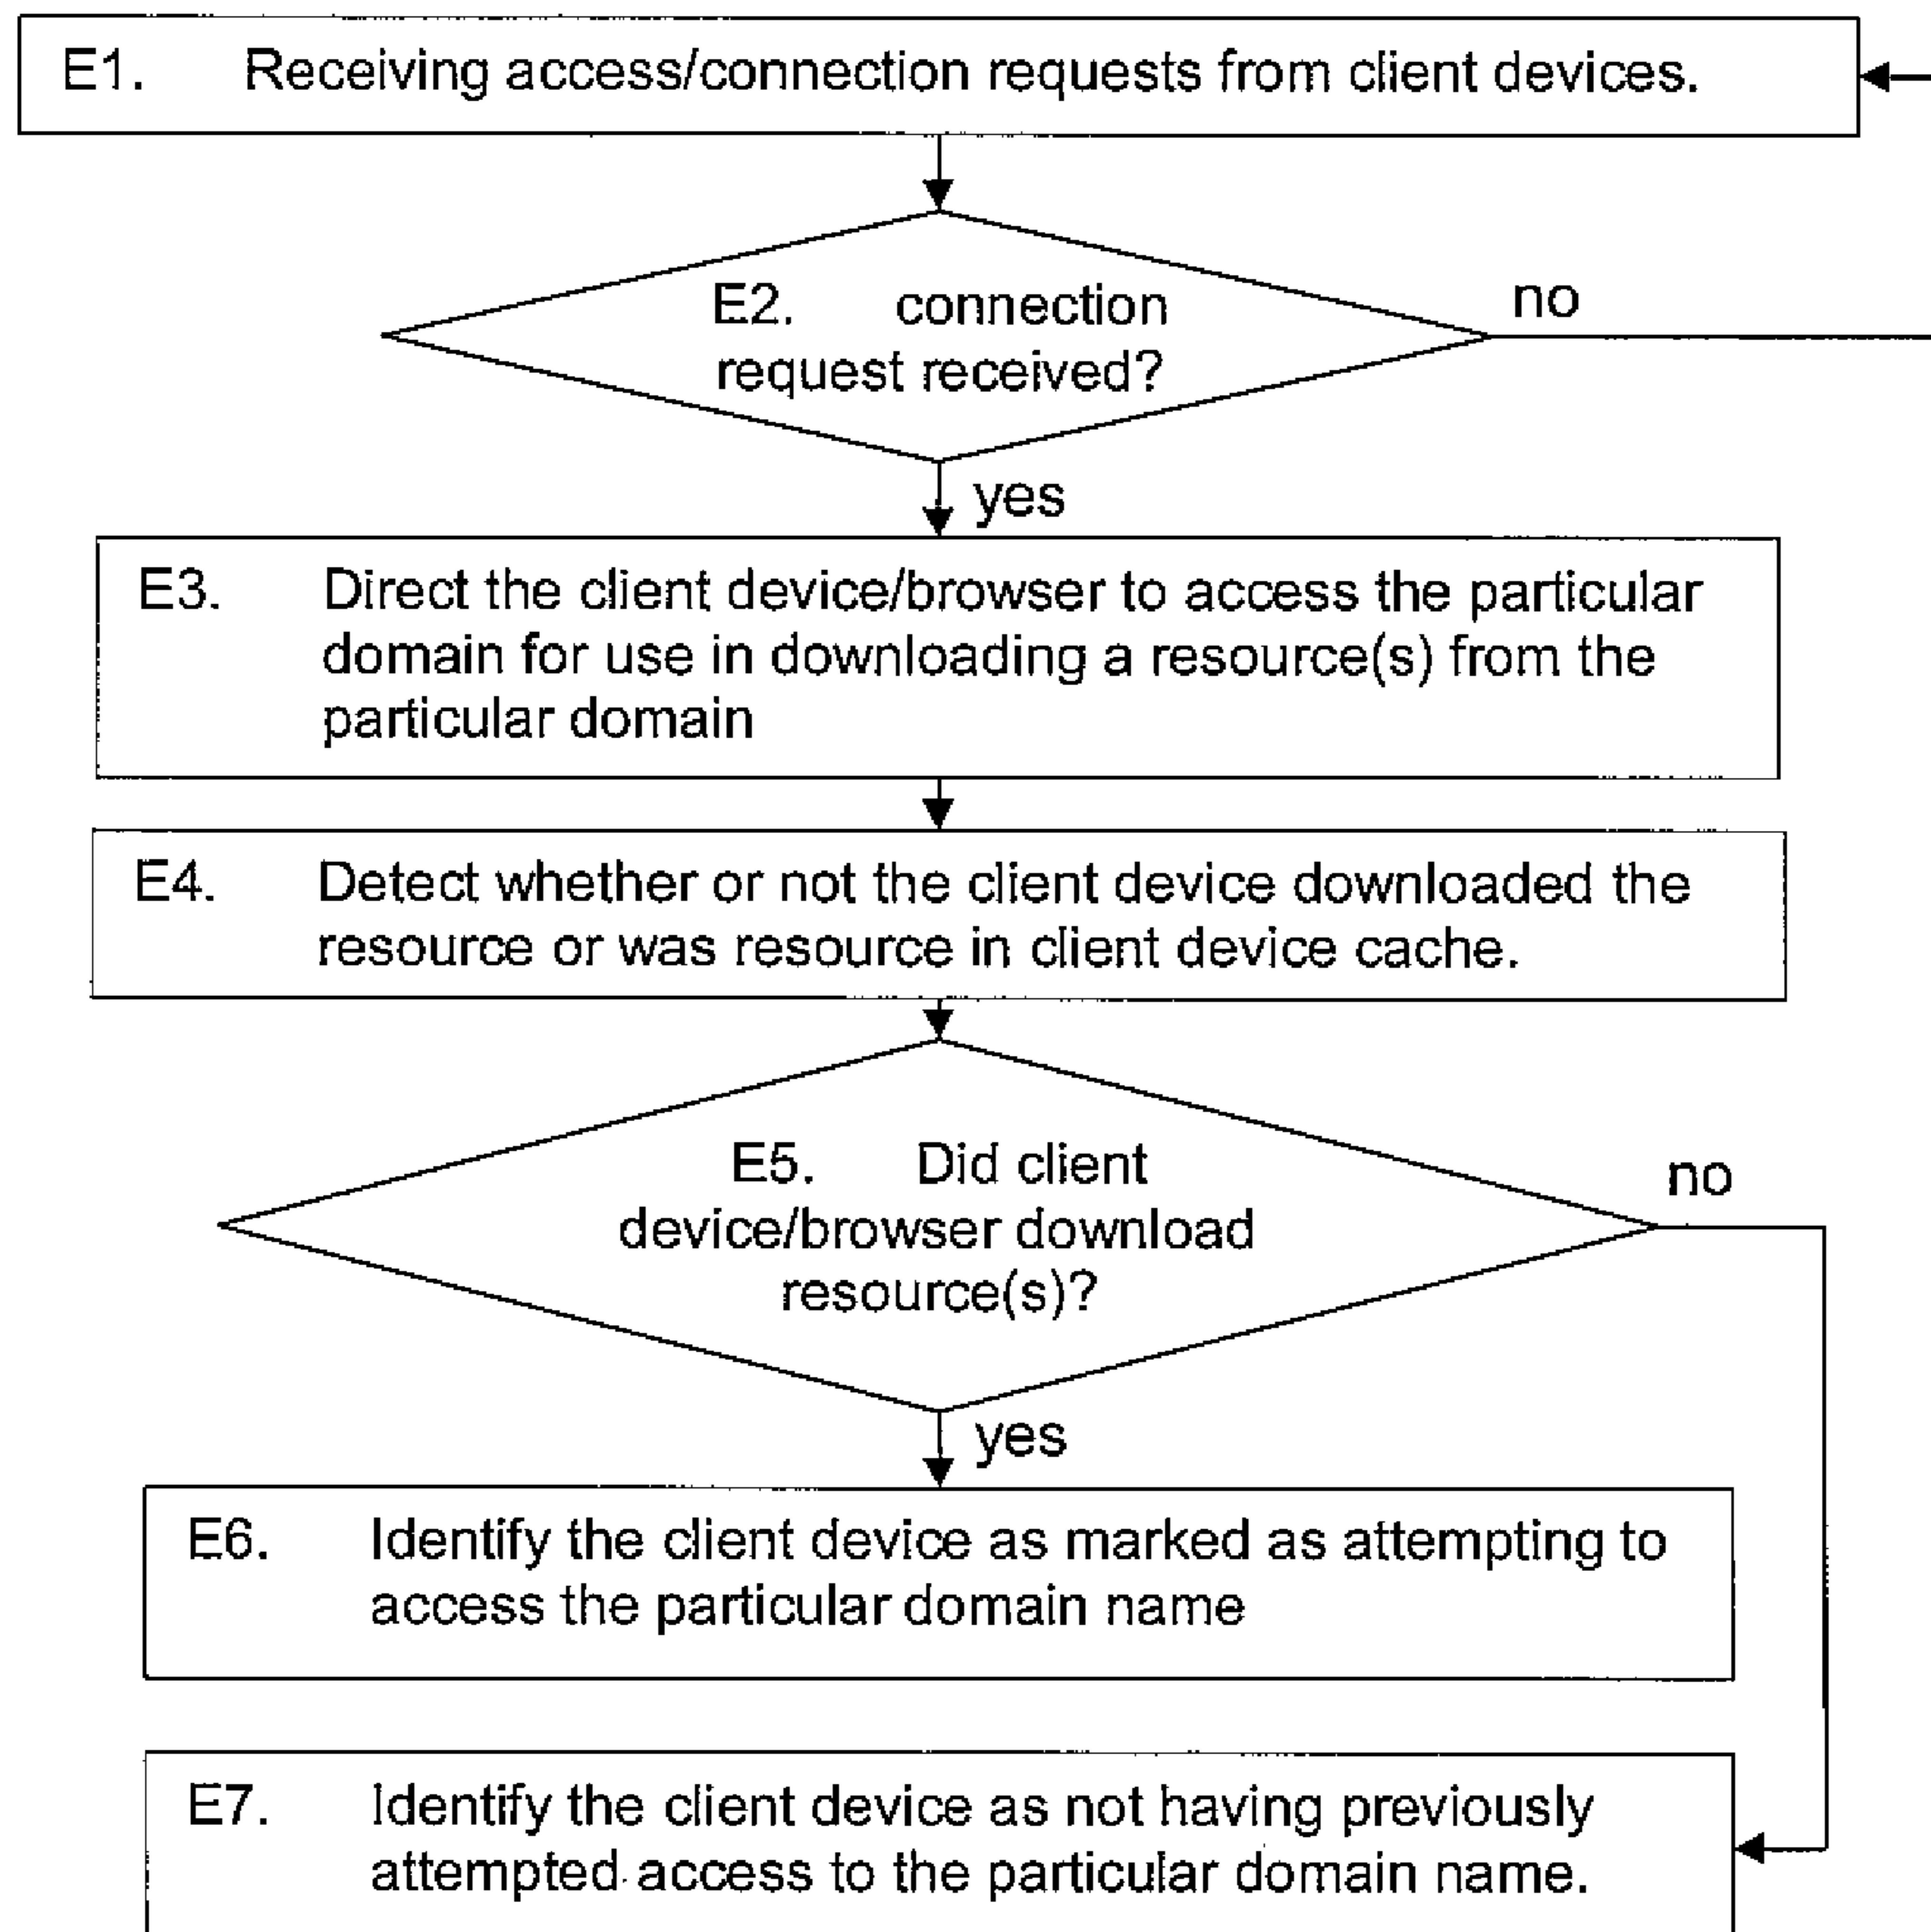 E1. Receiving access/connection requests from client devices.
E2. connection
request received?
no
yes
E3. Direct the client device/browser to access the particular
domain for use in downloading a resource(s) from the
particular domain
E4. Detect whether or not the client device downloaded the
resource or was resource in client device cache.
E5. Did client
device/browser download
resource(s)?
no
yes
E6. Identify the client device as marked as attempting to
access the particular domain name
E7. Identify the client device as not having previously
attempted access to the particular domain name.